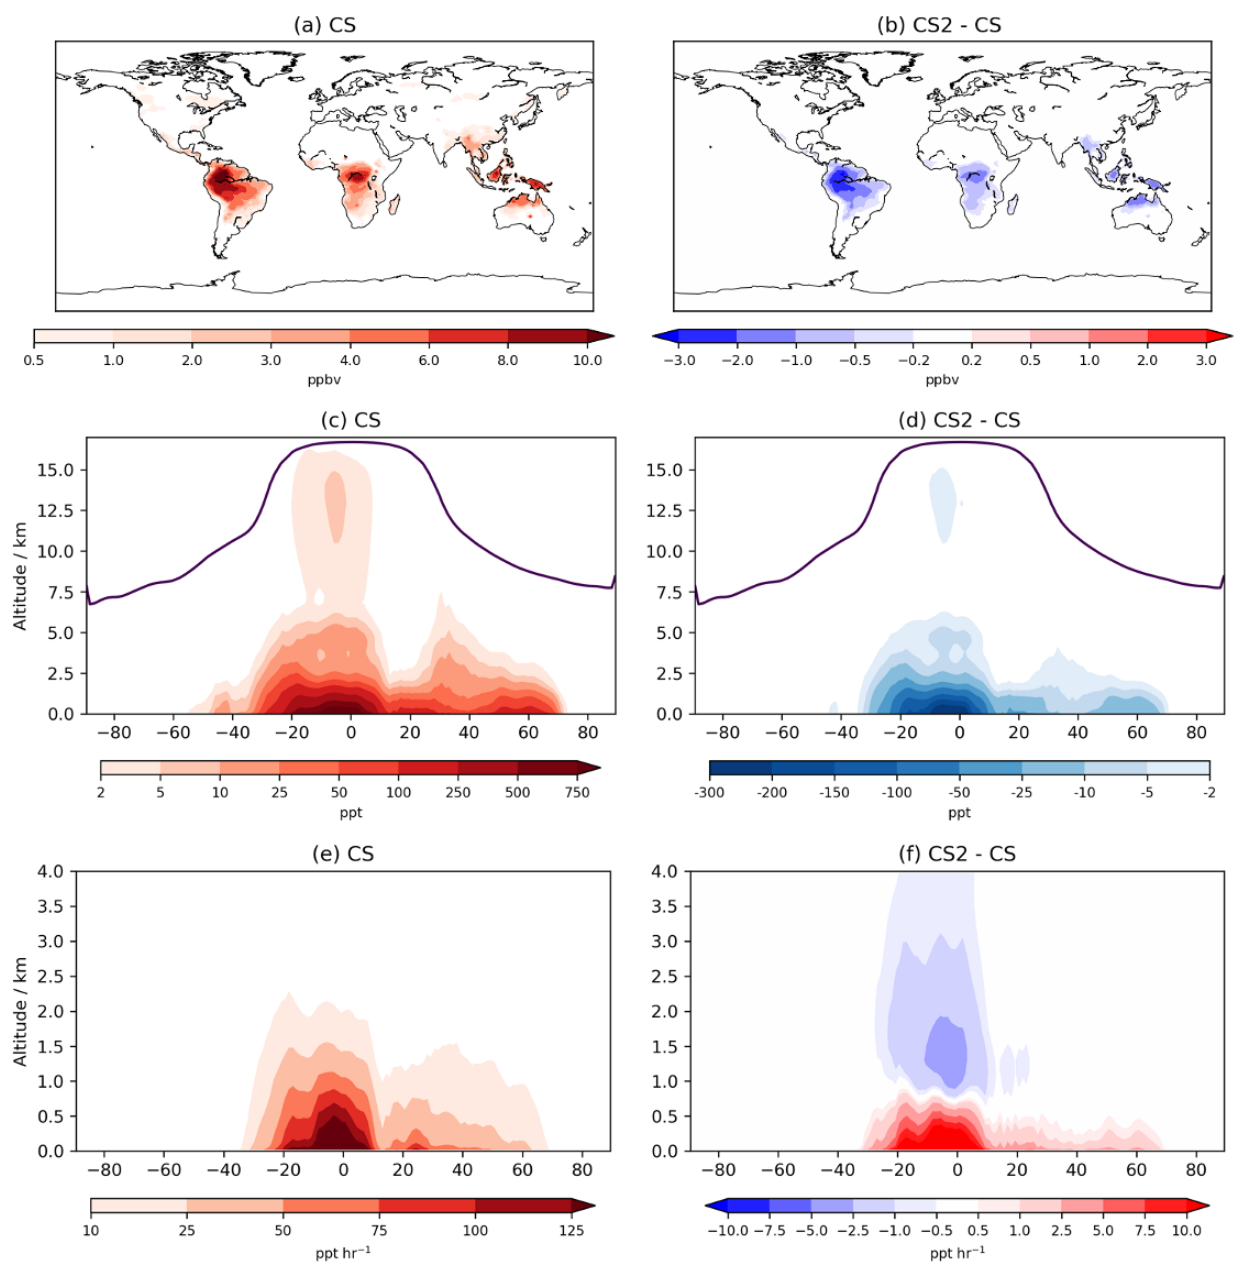 (a) CS
(b) CS2 - CS
0.5 1.0 2.0 3.0 4.0 6.0 8.0 10.0
ppbv
−3.0 −2.0 −1.0 −0.5 −0.2 0.2 0.5 1.0 2.0 3.0
ppbv
(c) CS
Altitude / km
15.0
12.5
10.0
7.5
5.0
2.5
0.0
−80 −60 −40 −20 0 20 40 60 80
2 5 10 25 50 100 250 500 750
ppt
(d) CS2 - CS
15.0
12.5
10.0
7.5
5.0
2.5
0.0
−80 −60 −40 −20 0 20 40 60 80
-300 -200 -150 -100 -50 -25 -10 -5 -2
ppt
(e) CS
Altitude / km
4.0
3.5
3.0
2.5
2.0
1.5
1.0
0.5
0.0
−80 −60 −40 −20 0 20 40 60 80
10 25 50 75 100 125
ppt hr⁻¹
(f) CS2 - CS
4.0
3.5
3.0
2.5
2.0
1.5
1.0
0.5
0.0
−80 −60 −40 −20 0 20 40 60 80
−10.0 −7.5 −5.0 −2.5 −1.0 −0.5 0.5 1.0 2.5 5.0 7.5 10.0
ppt hr⁻¹